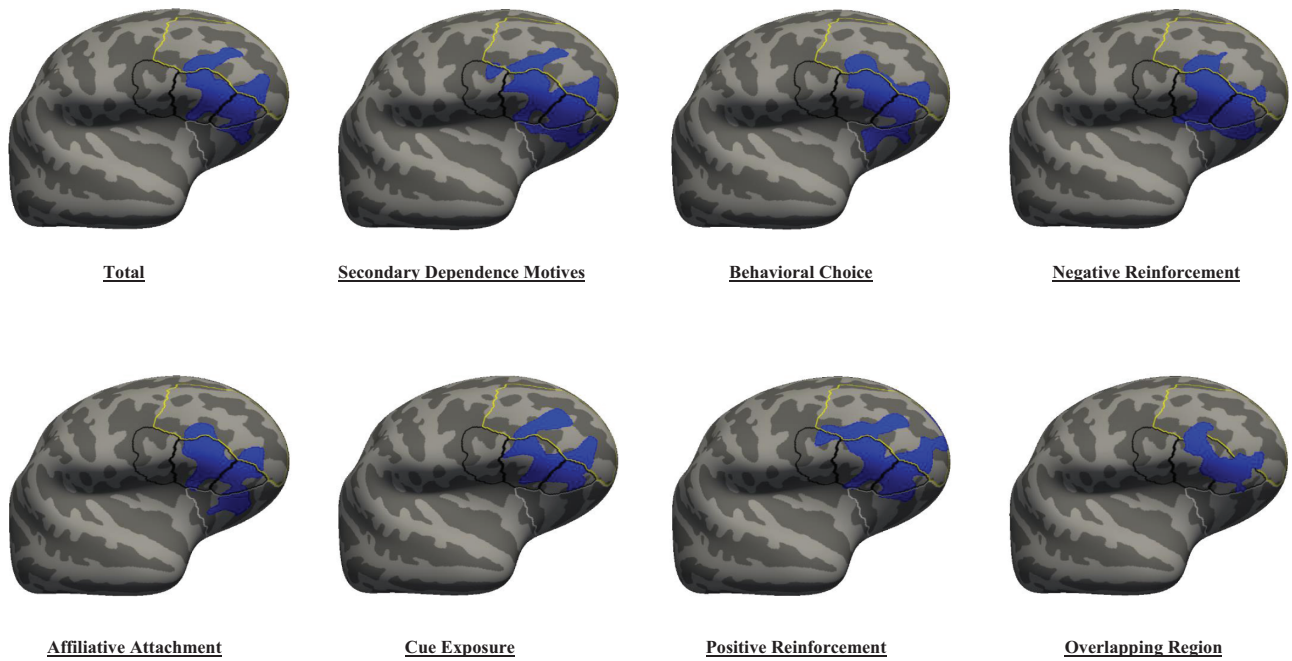 Total
Secondary Dependence Motives
Behavioral Choice
Negative Reinforcement
Affiliative Attachment
Cue Exposure
Positive Reinforcement
Overlapping Region